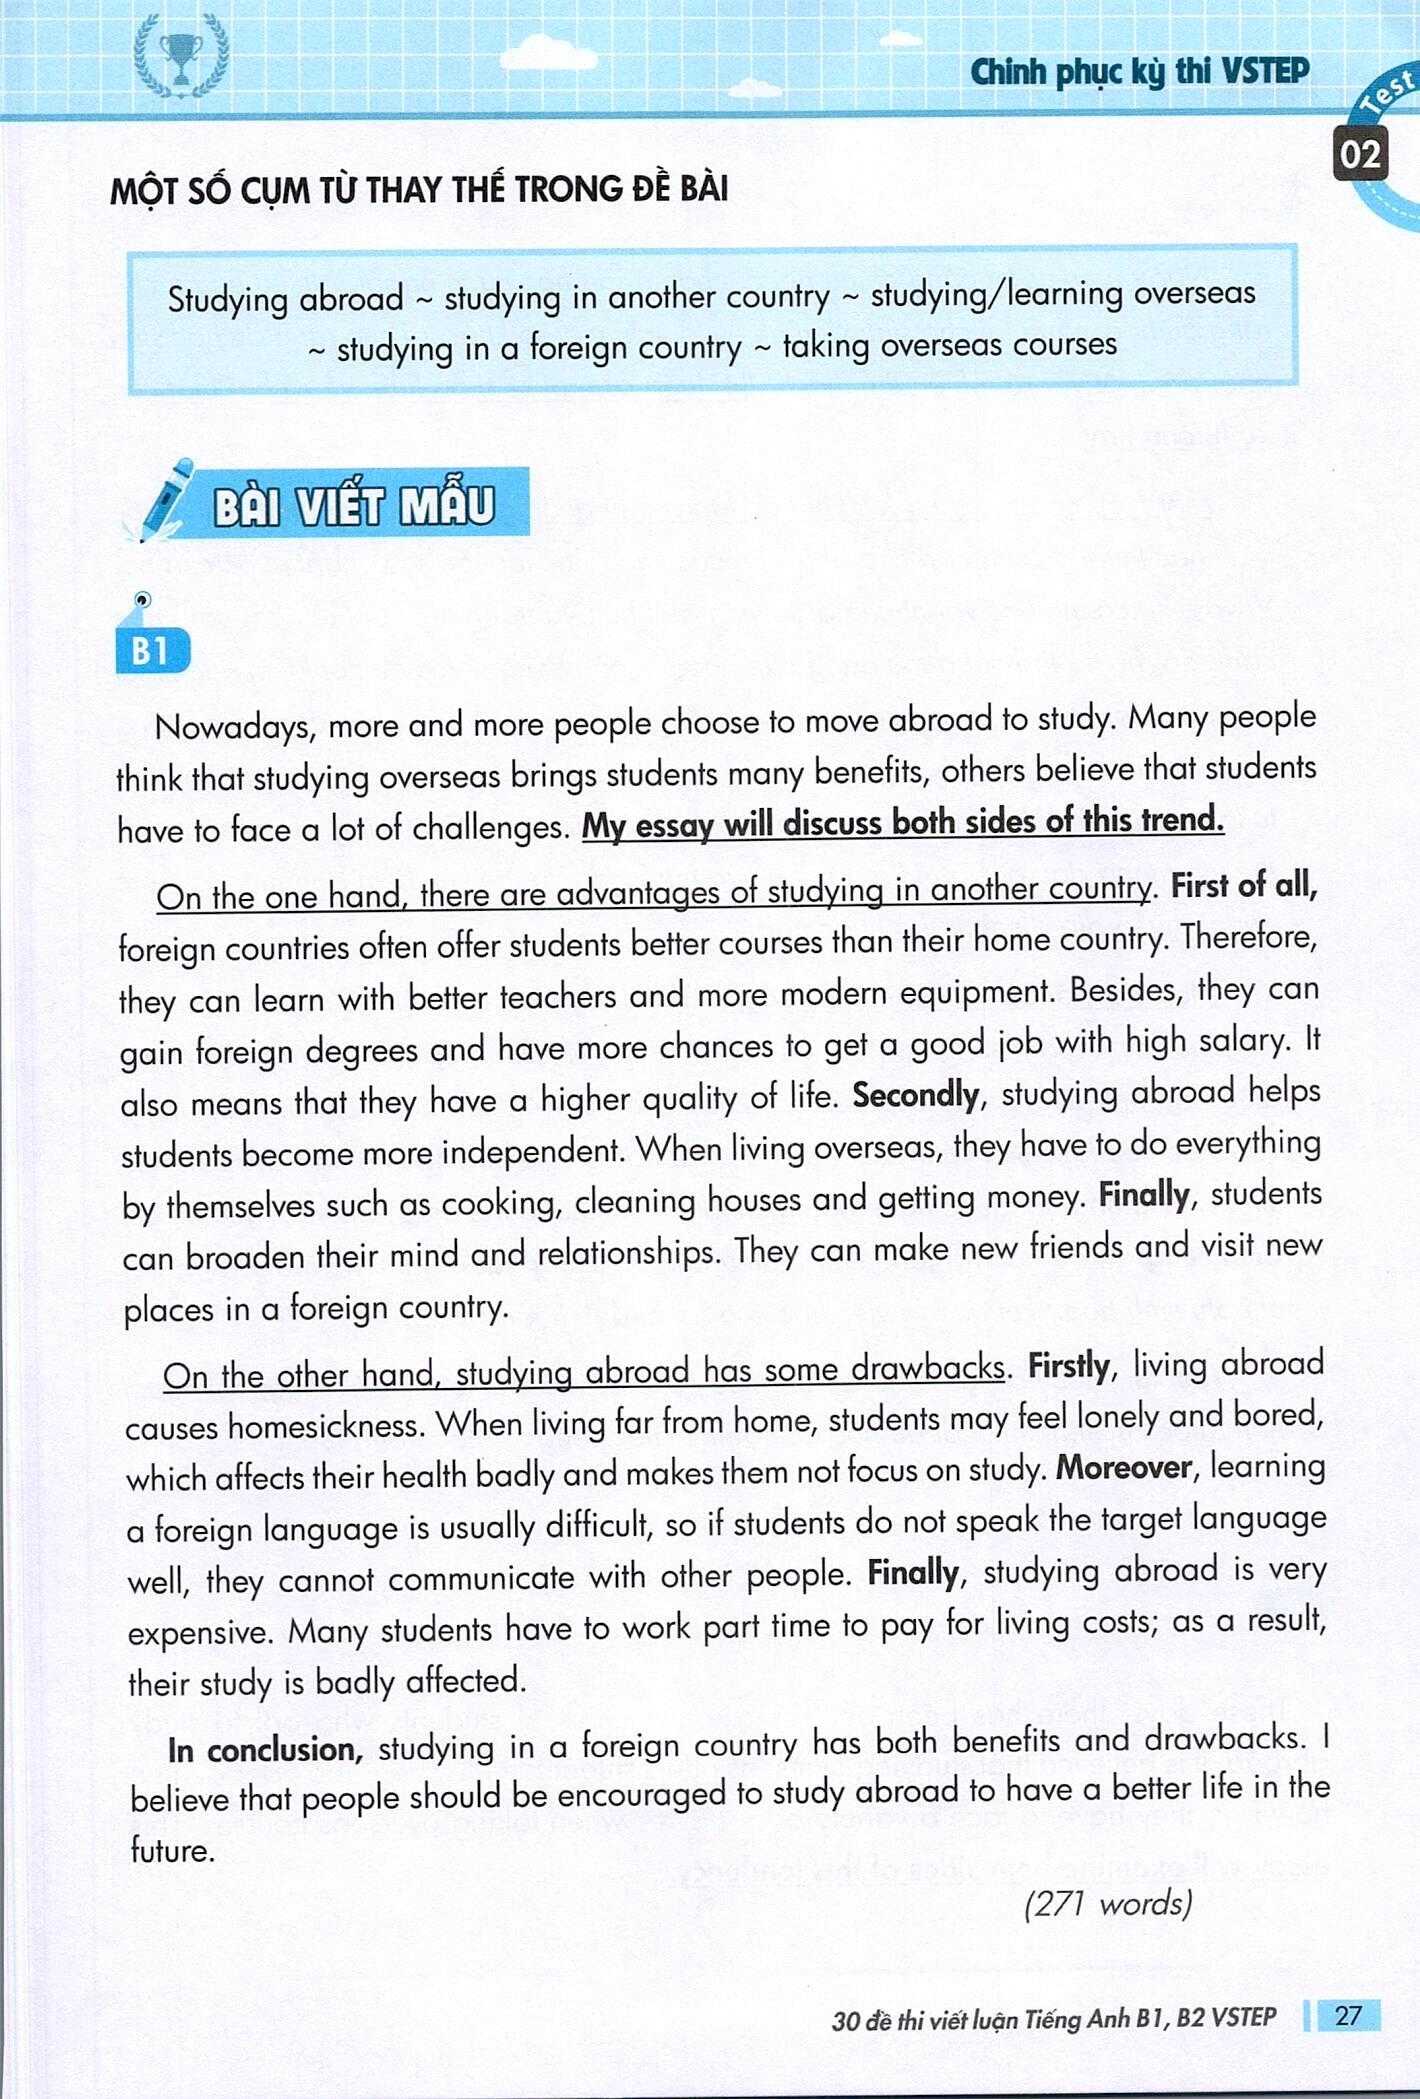 Chinh phục kỳ thi VSTEP
Test
02
MỘT SỐ CỤM TỪ THAY THẾ TRONG ĐỀ BÀI
Studying abroad ~ studying in another country ~ studying/learning overseas
~ studying in a foreign country ~ taking overseas courses
BÀI VIẾT MẪU
B1
Nowadays, more and more people choose to move abroad to study. Many people
think that studying overseas brings students many benefits, others believe that students
have to face a lot of challenges. My essay will discuss both sides of this trend.
On the one hand, there are advantages of studying in another country. First of all,
foreign countries often offer students better courses than their home country. Therefore,
they can learn with better teachers and more modern equipment. Besides, they can
gain foreign degrees and have more chances to get a good job with high salary. It
also means that they have a higher quality of life. Secondly, studying abroad helps
students become more independent. When living overseas, they have to do everything
by themselves such as cooking, cleaning houses and getting money. Finally, students
can broaden their mind and relationships. They can make new friends and visit new
places in a foreign country.
On the other hand, studying abroad has some drawbacks. Firstly, living abroad
causes homesickness. When living far from home, students may feel lonely and bored,
which affects their health badly and makes them not focus on study. Moreover, learning
a foreign language is usually difficult, so if students do not speak the target language
well, they cannot communicate with other people. Finally, studying abroad is very
expensive. Many students have to work part time to pay for living costs; as a result,
their study is badly affected.
In conclusion, studying in a foreign country has both benefits and drawbacks. I
believe that people should be encouraged to study abroad to have a better life in the
future.
(271 words)
30 đề thi viết luận Tiếng Anh B1, B2 VSTEP
27